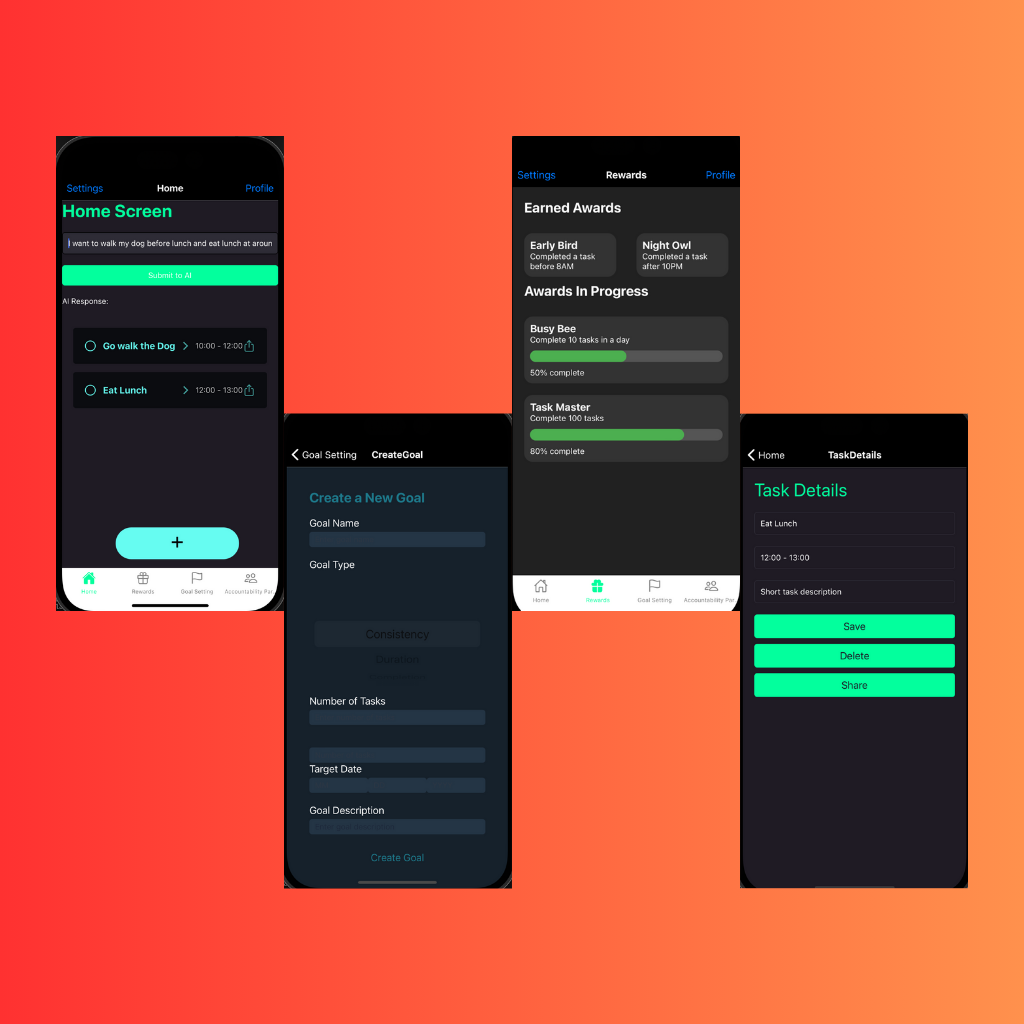 Settings
Home
Profile
Home Screen
I want to walk my dog before lunch and eat lunch at aroun
Submit to AI
AI Response:
Go walk the Dog
10:00 - 12:00
Eat Lunch
12:00 - 13:00
+
Home
Rewards
Goal Setting
Accountability Par...
Goal Setting
CreateGoal
Create a New Goal
Goal Name
Goal Type
Consistency
Duration
Number of Tasks
Target Date
Goal Description
Create Goal
Settings
Rewards
Profile
Earned Awards
Early Bird
Completed a task
before 8AM
Night Owl
Completed a task
after 10PM
Awards In Progress
Busy Bee
Complete 10 tasks in a day
50% complete
Task Master
Complete 100 tasks
80% complete
Home
Rewards
Goal Setting
Accountability Par
Home
TaskDetails
Task Details
Eat Lunch
12:00 - 13:00
Short task description
Save
Delete
Share